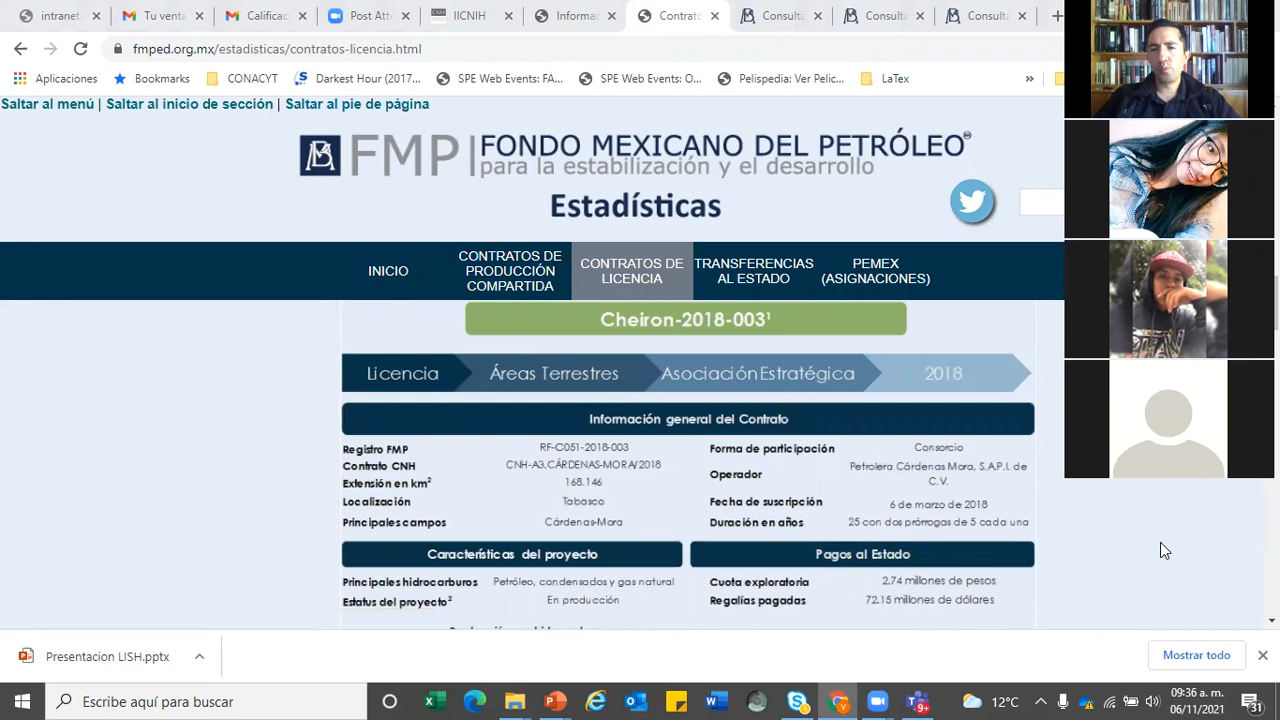 intranet.
Tu venta
Calificac
Post Atte
IICNIH
Informac
Contrato
Consulta
Consulta
Consulta
fmped.org.mx/estadisticas/contratos-licencia.html
Aplicaciones
Bookmarks
CONACYT
Darkest Hour (2017...
SPE Web Events: FA...
SPE Web Events: O...
Pelispedia: Ver Pelic...
LaTex
»
Saltar al menú | Saltar al inicio de sección | Saltar al pie de página
FMP FONDO MEXICANO DEL PETRÓLEO
para la estabilización y el desarrollo
Estadísticas
INICIO
CONTRATOS DE
PRODUCCIÓN
COMPARTIDA
CONTRATOS DE
LICENCIA
TRANSFERENCIAS
AL ESTADO
PEMEX
(ASIGNACIONES)
Cheiron-2018-003¹
Licencia Áreas Terrestres Asociación Estratégica 2018
Información general del Contrato
Registro FMP RF-C051-2018-003
Contrato CNH CNH-A3.CÁRDENAS-MORA/2018
Extensión en km² 168.146
Localización Tabasco
Principales campos Cárdenas-Mora
Forma de participación Consorcio
Operador Petrolera Cárdenas Mora, S.A.P.I. de
C.V.
Fecha de suscripción 6 de marzo de 2018
Duración en años 25 con dos prórrogas de 5 cada una
Características del proyecto
Principales hidrocarburos Petróleo, condensados y gas natural
Estatus del proyecto² En producción
Pagos al Estado
Cuota exploratoria 2.74 millones de pesos
Regalías pagadas 72.15 millones de dólares
Presentacion LISH.pptx
Mostrar todo
Escribe aquí para buscar
9+
12°C
09:36 a. m.
06/11/2021
31